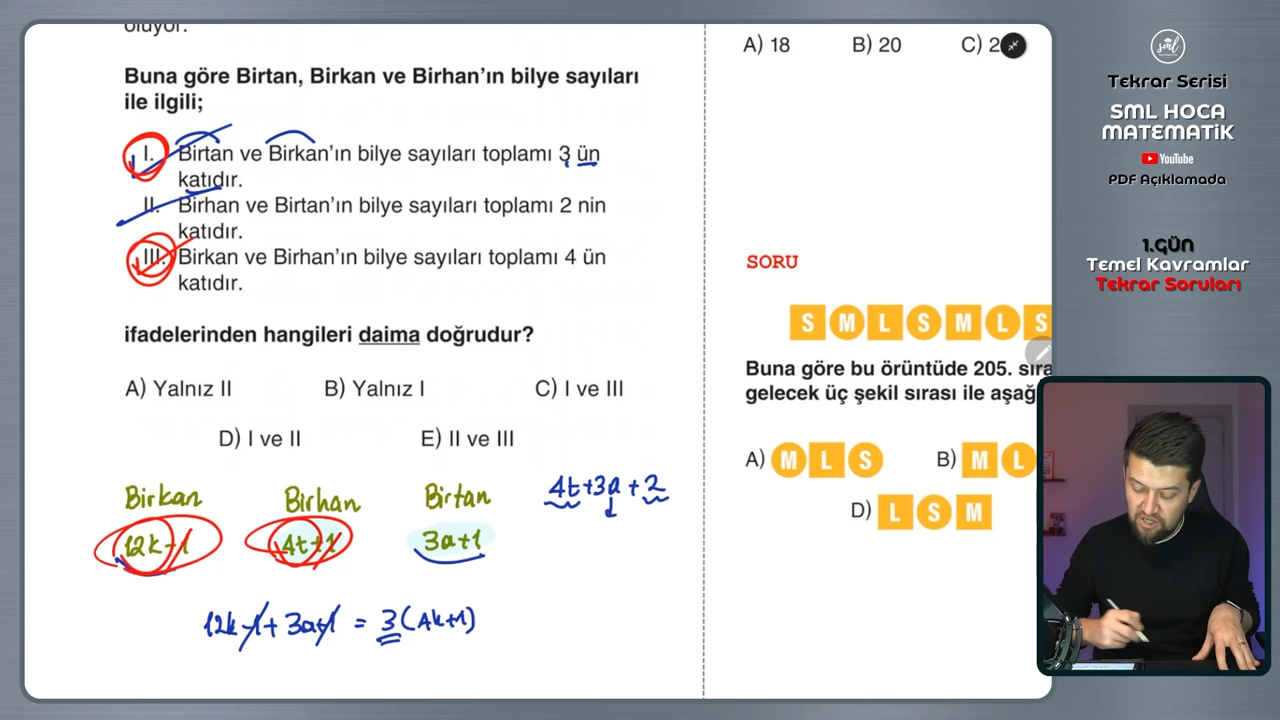 oluyor.
Buna göre Birtan, Birkan ve Birhan'ın bilye sayıları
ile ilgili;
I. Birtan ve Birkan'ın bilye sayıları toplamı 3 ün
katıdır.
II. Birhan ve Birtan'ın bilye sayıları toplamı 2 nin
katıdır.
III. Birkan ve Birhan'ın bilye sayıları toplamı 4 ün
katıdır.
ifadelerinden hangileri daima doğrudur?
A) Yalnız II B) Yalnız I C) I ve III
D) I ve II E) II ve III
Birkan Birhan Birtan 4t+3a+2
12k-1 4t+1 3a+1
12k-1+3a+1 = 3(4k+1)
A) 18 B) 20 C) 2
SORU
S M L S M L S
Buna göre bu örüntüde 205. sıra
gelecek üç şekil sırası ile aşağ
A) M L S B) M L
D) L S M
sml
Tekrar Serisi
SML HOCA
MATEMATİK
YouTube
PDF Açıklamada
1.GÜN
Temel Kavramlar
Tekrar Soruları